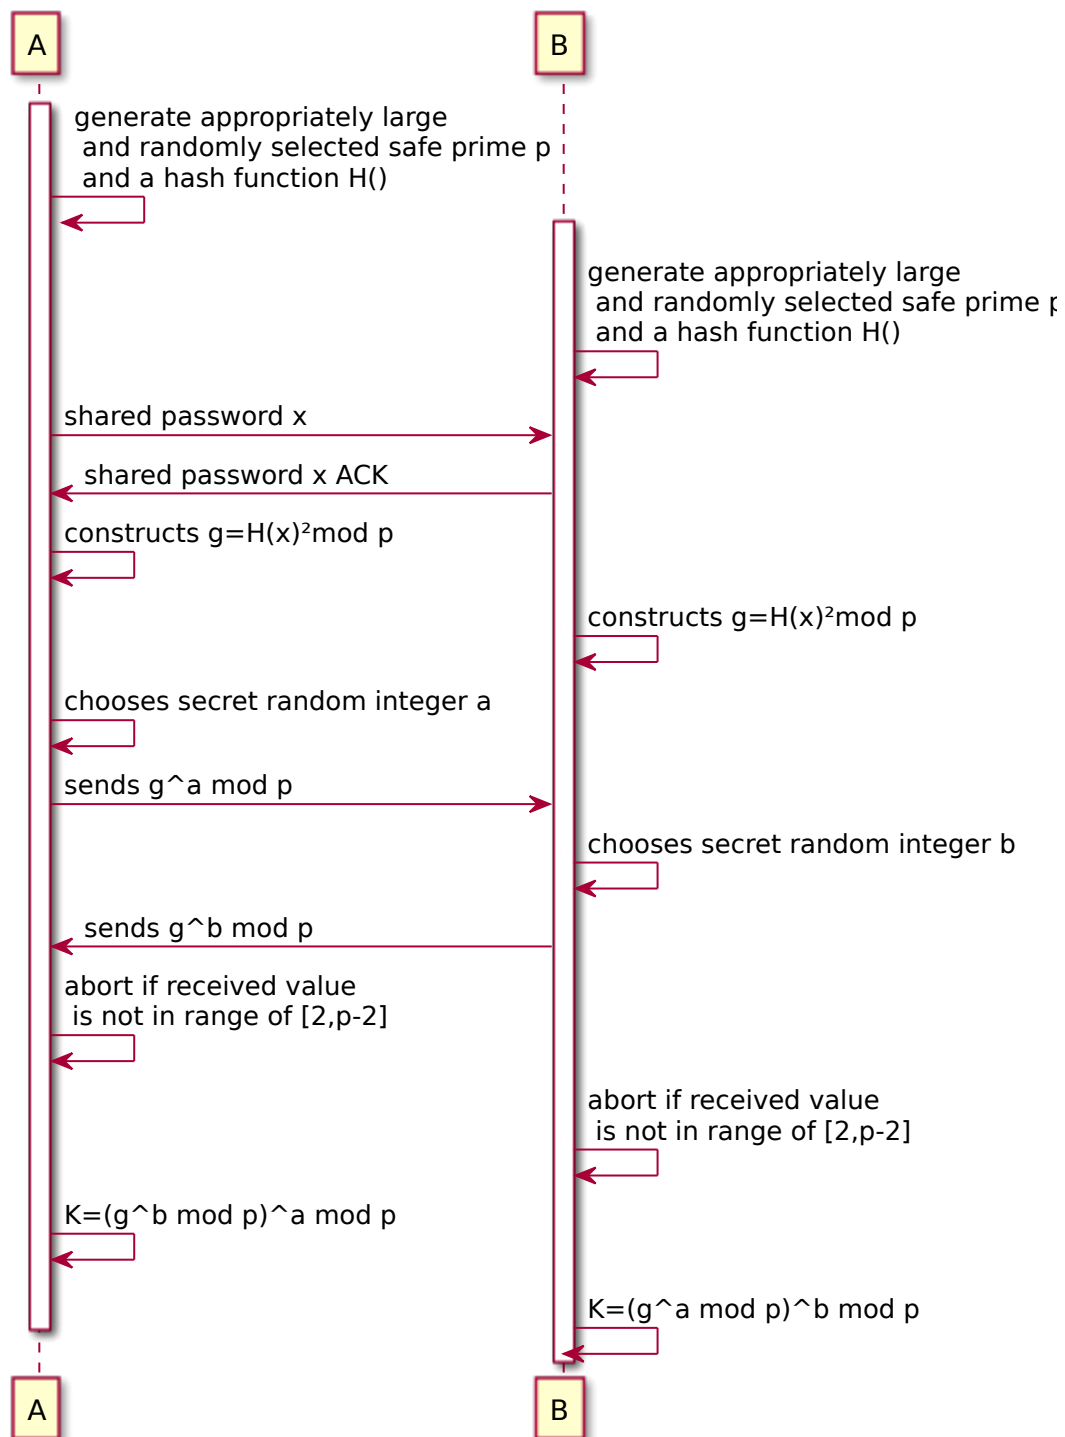 A
B
generate appropriately large
and randomly selected safe prime p
and a hash function H()
generate appropriately large
and randomly selected safe prime p
and a hash function H()
shared password x
shared password x ACK
constructs g=H(x)²mod p
constructs g=H(x)²mod p
chooses secret random integer a
sends g^a mod p
chooses secret random integer b
sends g^b mod p
abort if received value
is not in range of [2,p-2]
abort if received value
is not in range of [2,p-2]
K=(g^b mod p)^a mod p
K=(g^a mod p)^b mod p
A
B